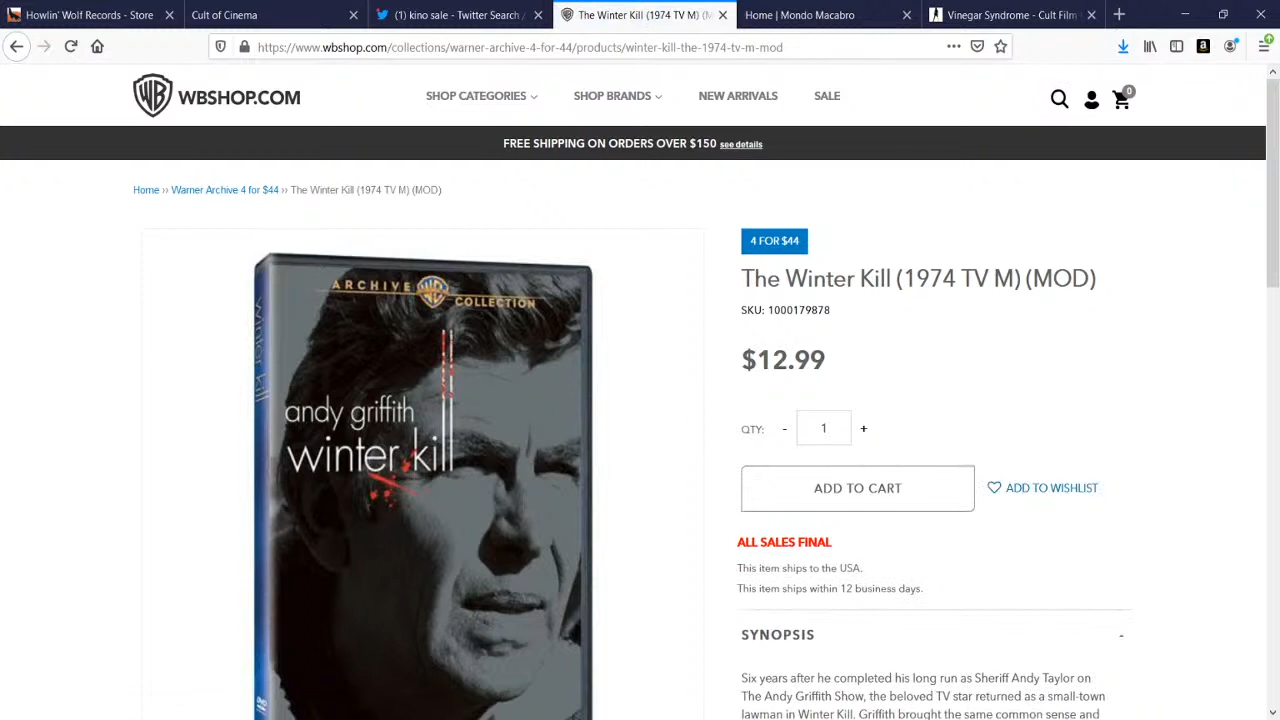 Howlin' Wolf Records - Store
Cult of Cinema
(1) kino sale - Twitter Search /
The Winter Kill (1974 TV M) (M
Home | Mondo Macabro
Vinegar Syndrome - Cult Film
https://www.wbshop.com/collections/warner-archive-4-for-44/products/winter-kill-the-1974-tv-m-mod
WB WBSHOP.COM
SHOP CATEGORIES
SHOP BRANDS
NEW ARRIVALS
SALE
0
FREE SHIPPING ON ORDERS OVER $150 see details
Home ›› Warner Archive 4 for $44 ›› The Winter Kill (1974 TV M) (MOD)
4 FOR $44
The Winter Kill (1974 TV M) (MOD)
SKU: 1000179878
$12.99
QTY: - 1 +
ADD TO CART
ADD TO WISHLIST
ALL SALES FINAL
This item ships to the USA.
This item ships within 12 business days.
SYNOPSIS -
Six years after he completed his long run as Sheriff Andy Taylor on
The Andy Griffith Show, the beloved TV star returned as a small-town
lawman in Winter Kill. Griffith brought the same common sense and
ARCHIVE WB COLLECTION
winter kill
andy griffith
winter kill
DVD